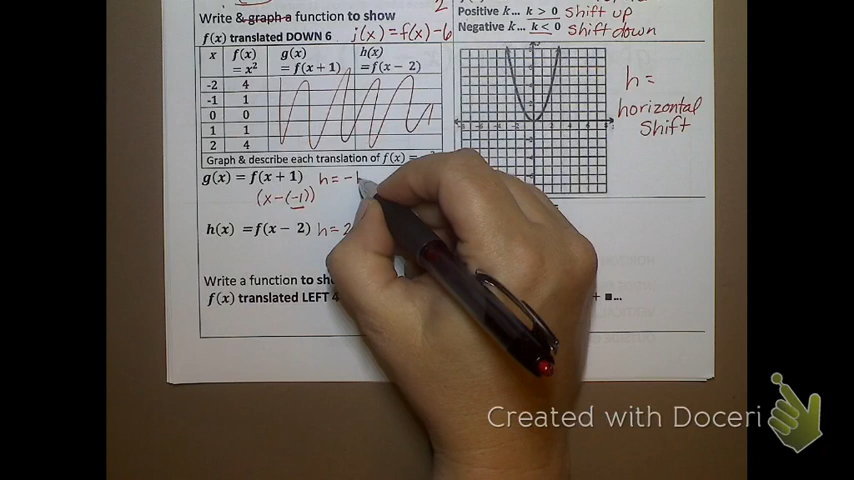 Write & graph a function to show
f(x) translated DOWN 6 j(x) = f(x) - 6
x f(x) = x² g(x) = f(x + 1) h(x) = f(x − 2)
-2 4
-1 1
0 0
1 1
2 4
Graph & describe each translation of f(x) =
g(x) = f(x + 1) h = -1
(x - (-1))
h(x) = f(x − 2) h = 2
Write a function to sh
f(x) translated LEFT 4
2
Positive k... k > 0 shift up
Negative k... k < 0 shift down
h =
horizontal
shift
+ ■...
Created with Doceri